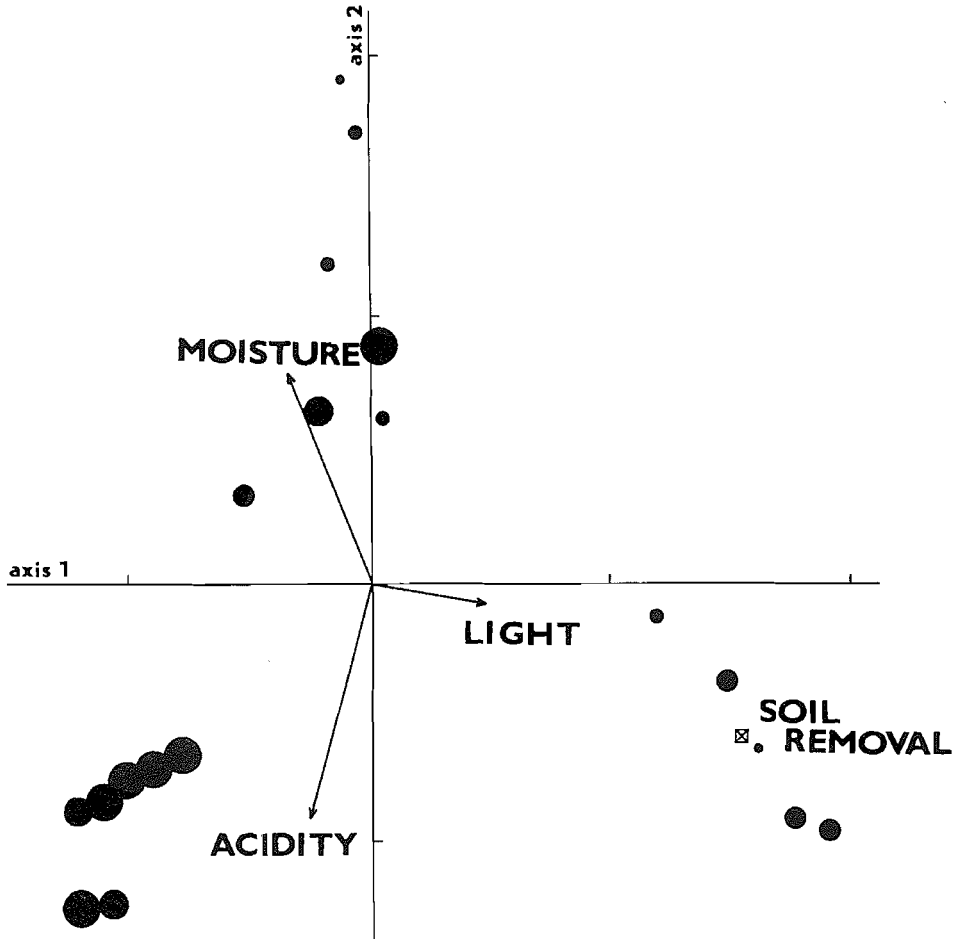 axis 2
MOISTURE
axis 1
LIGHT
SOIL
REMOVAL
ACIDITY